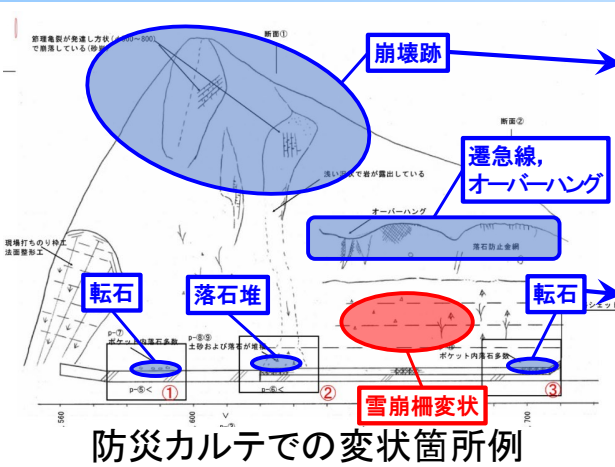 節理亀裂が発達し方状
で崩落している
断面①
崩壊跡
断面②
遷急線,
オーバーハング
浅い沢状で岩が露出している
オーバーハング
現場打ちのり枠工
法面整形工
落石防止金網
転石
落石堆
転石
p-⑦
ポケット内落石多数
p-⑧⑨
土砂および落石が堆積
ポケット内落石多数
p-⑤<
①
p-⑥<
②
③
雪崩柵変状
.560
.600
.700
防災カルテでの変状箇所例